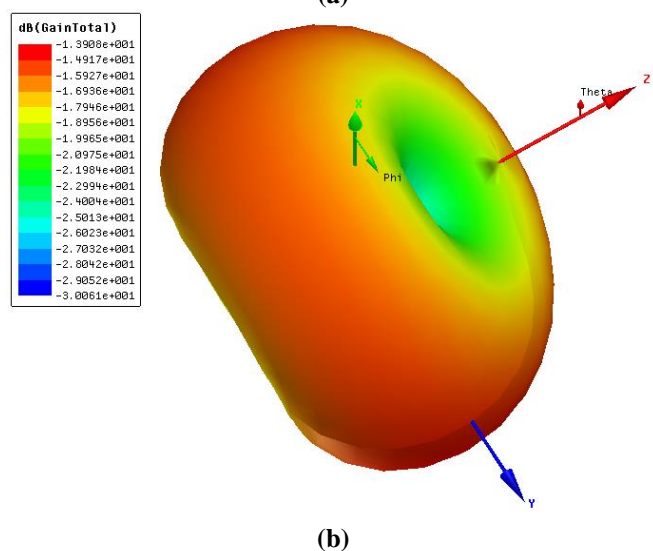 (a)
dB(GainTotal)
-1.3908e+001
-1.4917e+001
-1.5927e+001
-1.6936e+001
-1.7946e+001
-1.8956e+001
-1.9965e+001
-2.0975e+001
-2.1984e+001
-2.2994e+001
-2.4004e+001
-2.5013e+001
-2.6023e+001
-2.7032e+001
-2.8042e+001
-2.9052e+001
-3.0061e+001
Z
Theta
X
Phi
Y
(b)